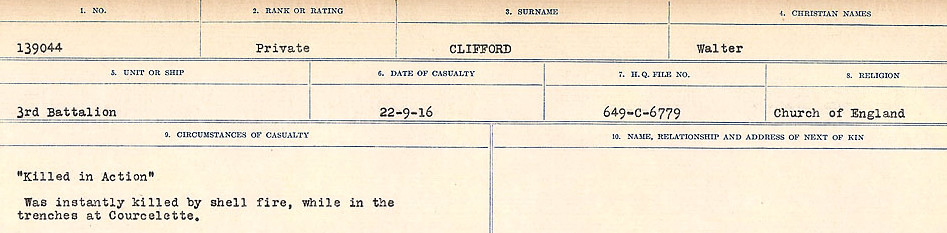 1. NO. 2. RANK OR RATING 3. SURNAME 4. CHRISTIAN NAMES
139044 Private CLIFFORD Walter
5. UNIT OR SHIP 6. DATE OF CASUALTY 7. H.Q. FILE NO. 8. RELIGION
3rd Battalion 22-9-16 649-C-6779 Church of England
9. CIRCUMSTANCES OF CASUALTY 10. NAME, RELATIONSHIP AND ADDRESS OF NEXT OF KIN
"Killed in Action"
Was instantly killed by shell fire, while in the
trenches at Courcelette.